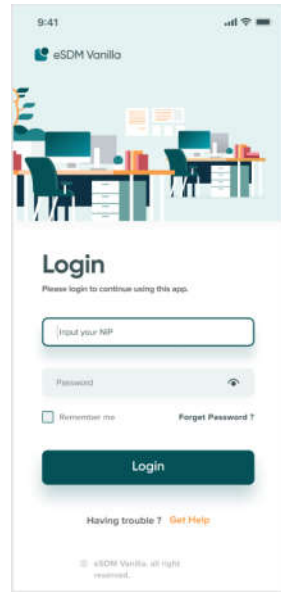 9:41
eSDM Vanilla
Login
Please login to continue using this app.
Input your NIP
Password
Remember me
Forget Password ?
Login
Having trouble ? Get Help
© eSDM Vanilla. all right
reserved.